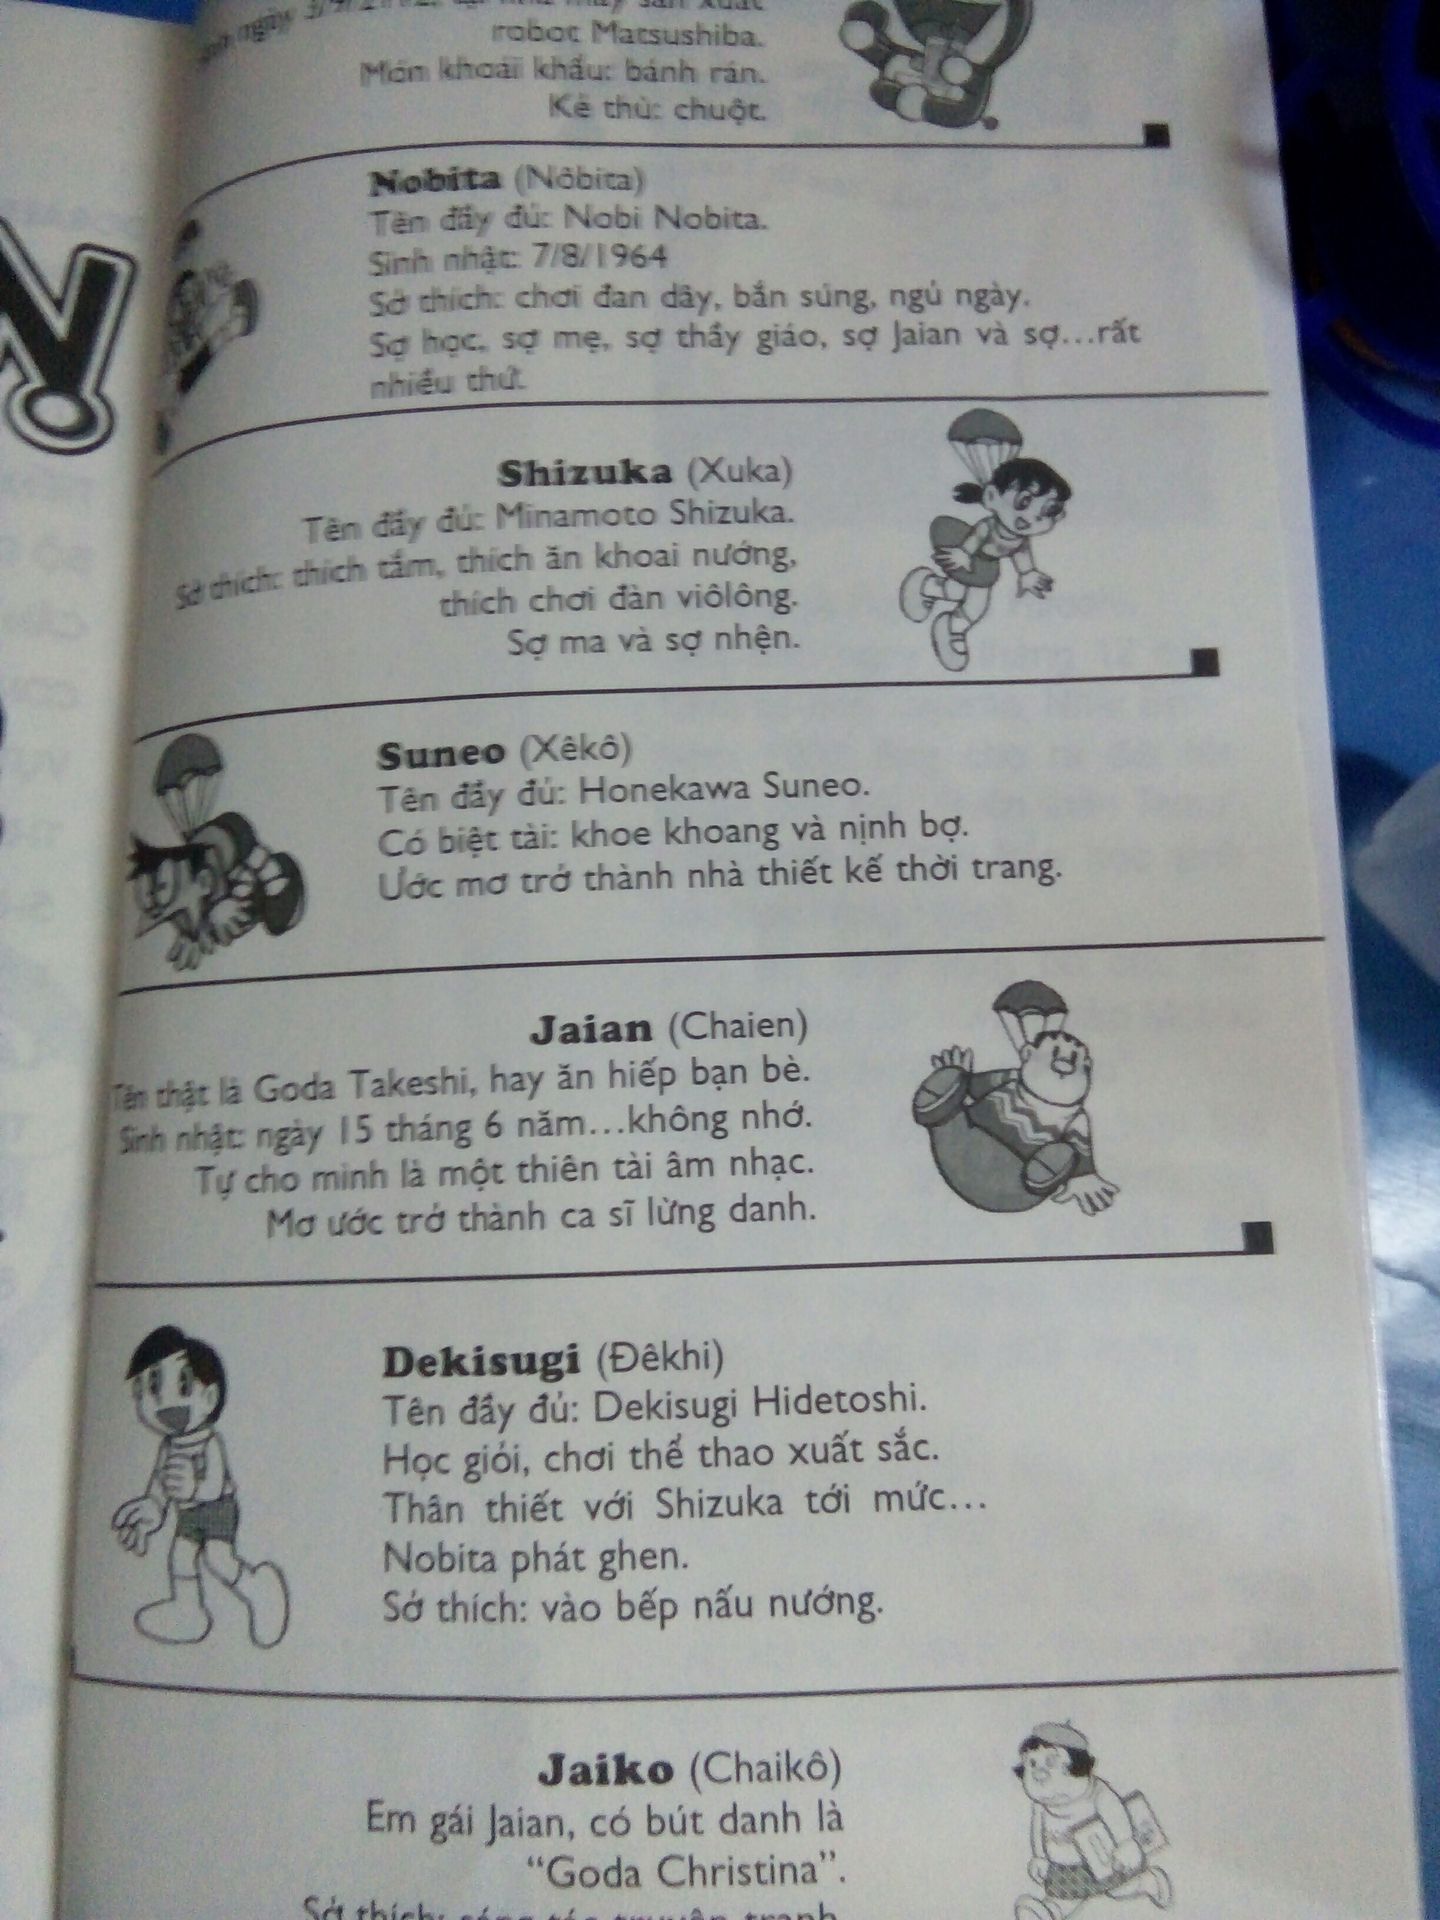 robot Matsushiba.
Món khoái khẩu: bánh rán.
Kẻ thù: chuột.
Nobita (Nôbita)
Tên đầy đủ: Nobi Nobita.
Sinh nhật: 7/8/1964
Sở thích: chơi đan dây, bắn súng, ngủ ngày.
Sợ học, sợ mẹ, sợ thầy giáo, sợ Jaian và sợ...rất
nhiều thứ.
Shizuka (Xuka)
Tên đầy đủ: Minamoto Shizuka.
Sở thích: thích tắm, thích ăn khoai nướng,
thích chơi đàn viôlông.
Sợ ma và sợ nhện.
Suneo (Xêkô)
Tên đầy đủ: Honekawa Suneo.
Có biệt tài: khoe khoang và nịnh bợ.
Ước mơ trở thành nhà thiết kế thời trang.
Jaian (Chaien)
Tên thật là Goda Takeshi, hay ăn hiếp bạn bè.
Sinh nhật: ngày 15 tháng 6 năm...không nhớ.
Tự cho mình là một thiên tài âm nhạc.
Mơ ước trở thành ca sĩ lừng danh.
Dekisugi (Đêkhi)
Tên đầy đủ: Dekisugi Hidetoshi.
Học giỏi, chơi thể thao xuất sắc.
Thân thiết với Shizuka tới mức...
Nobita phát ghen.
Sở thích: vào bếp nấu nướng.
Jaiko (Chaikô)
Em gái Jaian, có bút danh là
“Goda Christina”.
Sở thích: sáng tác truyện tranh